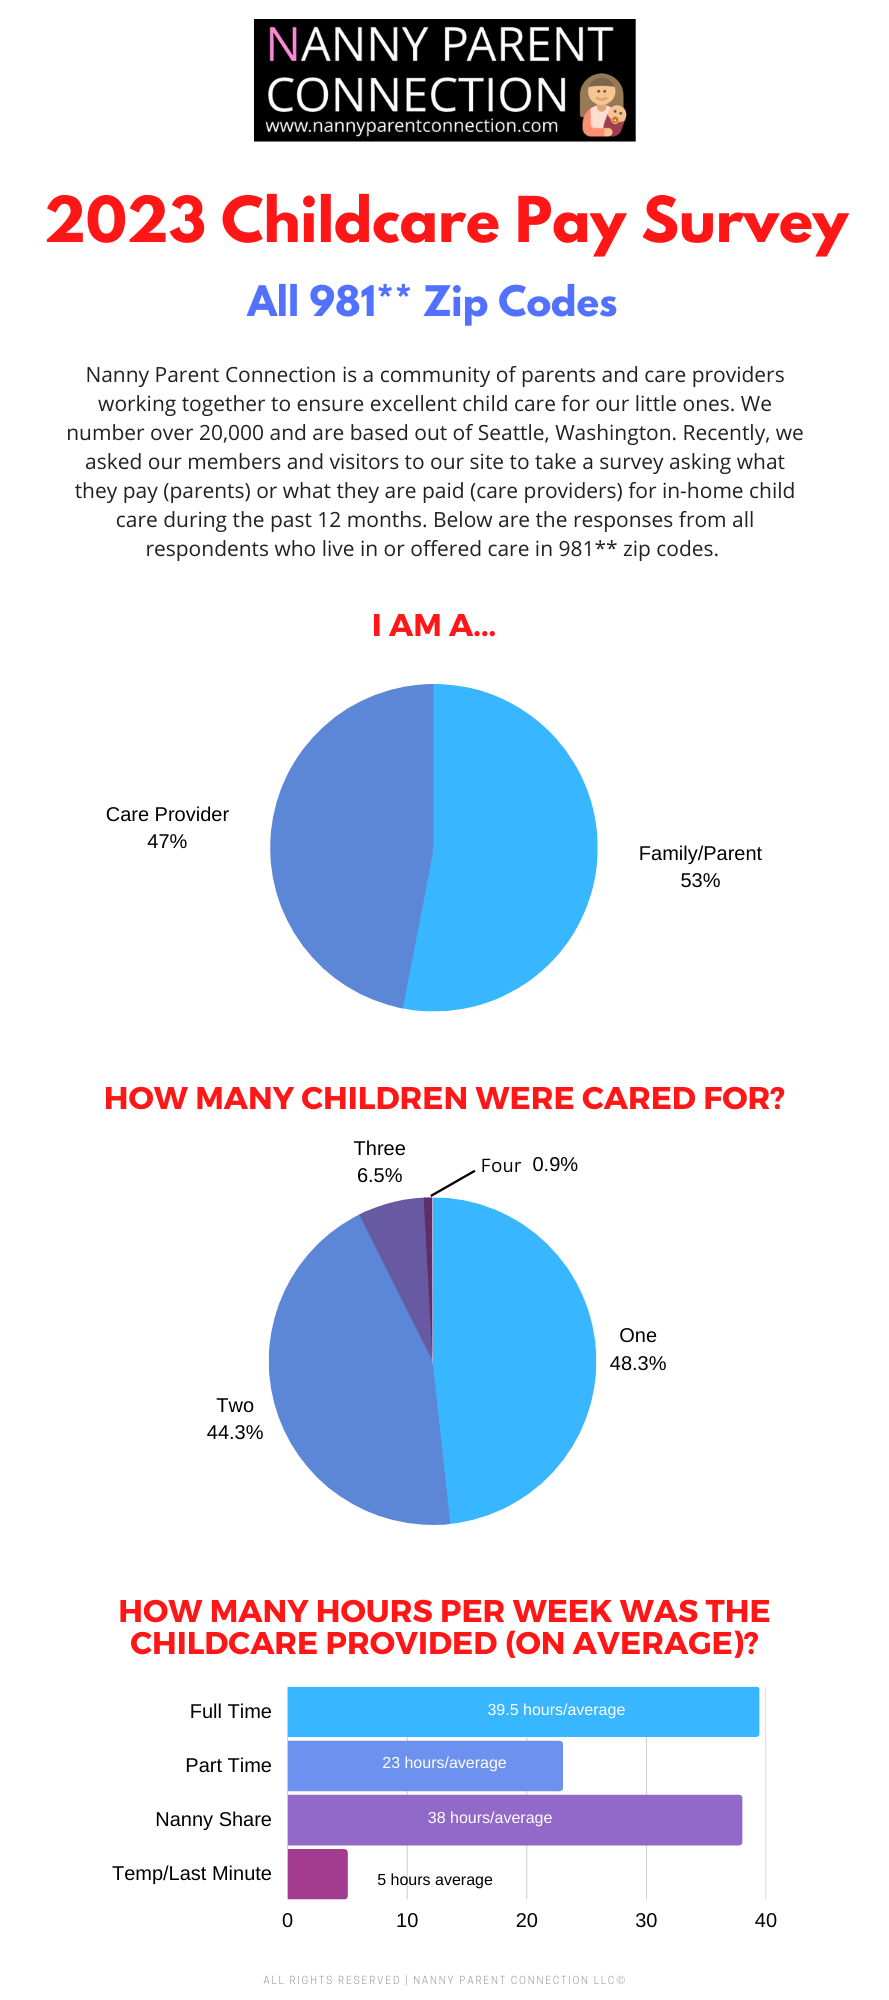 NANNY PARENT
CONNECTION
www.nannyparentconnection.com
2023 Childcare Pay Survey
All 981** Zip Codes
Nanny Parent Connection is a community of parents and care providers
working together to ensure excellent child care for our little ones. We
number over 20,000 and are based out of Seattle, Washington. Recently, we
asked our members and visitors to our site to take a survey asking what
they pay (parents) or what they are paid (care providers) for in-home child
care during the past 12 months. Below are the responses from all
respondents who live in or offered care in 981** zip codes.
I AM A...
Care Provider
47%
Family/Parent
53%
HOW MANY CHILDREN WERE CARED FOR?
Three
6.5%
Four 0.9%
One
48.3%
Two
44.3%
HOW MANY HOURS PER WEEK WAS THE
CHILDCARE PROVIDED (ON AVERAGE)?
Full Time 39.5 hours/average
Part Time 23 hours/average
Nanny Share 38 hours/average
Temp/Last Minute 5 hours average
0 10 20 30 40
ALL RIGHTS RESERVED | NANNY PARENT CONNECTION LLC©